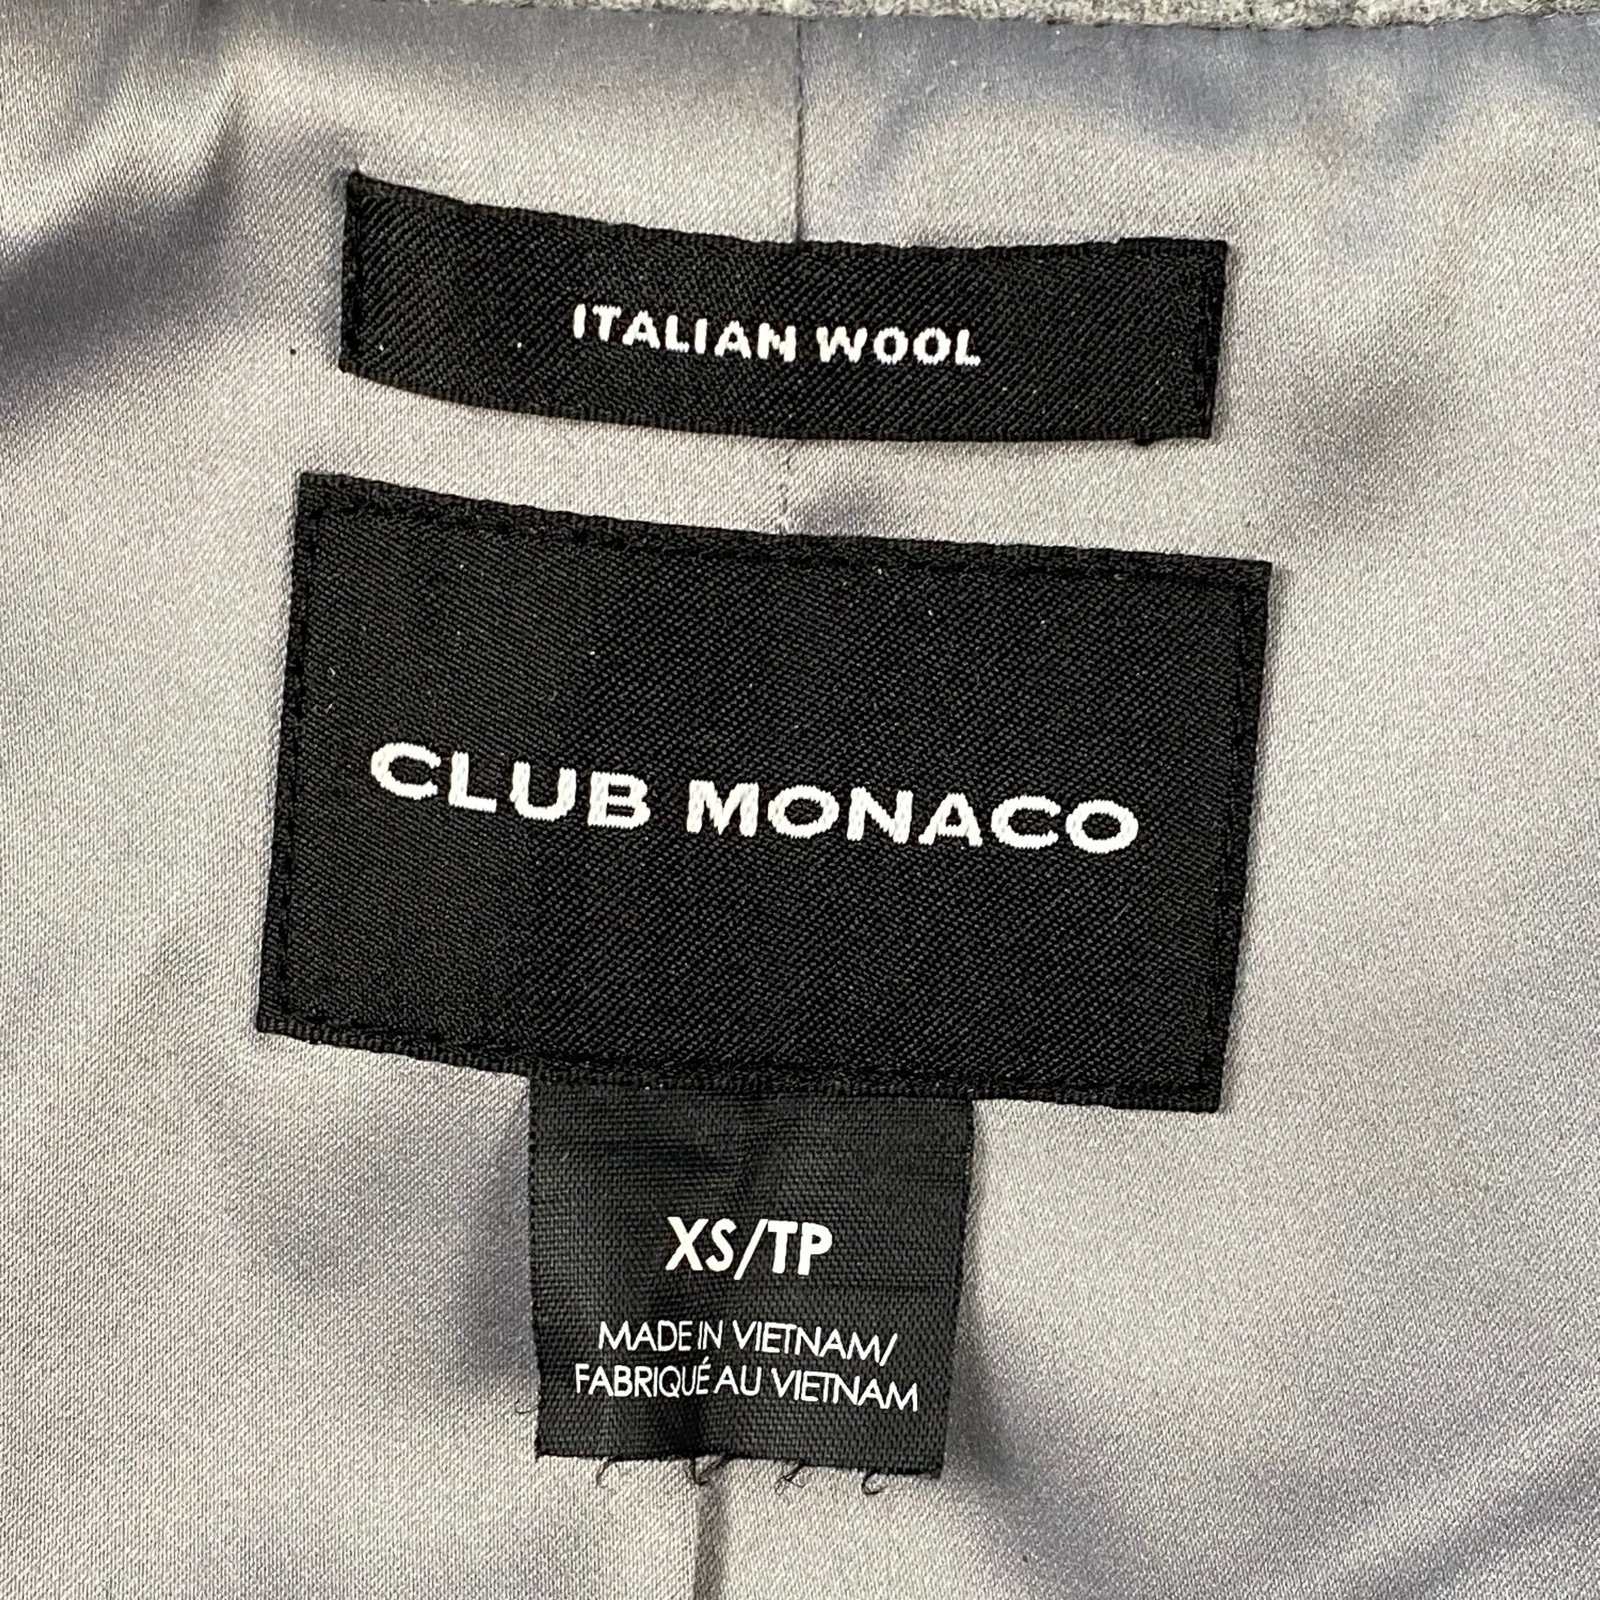 ITALIAN WOOL
CLUB MONACO
XS/TP
MADE IN VIETNAM/
FABRIQUÉ AU VIETNAM